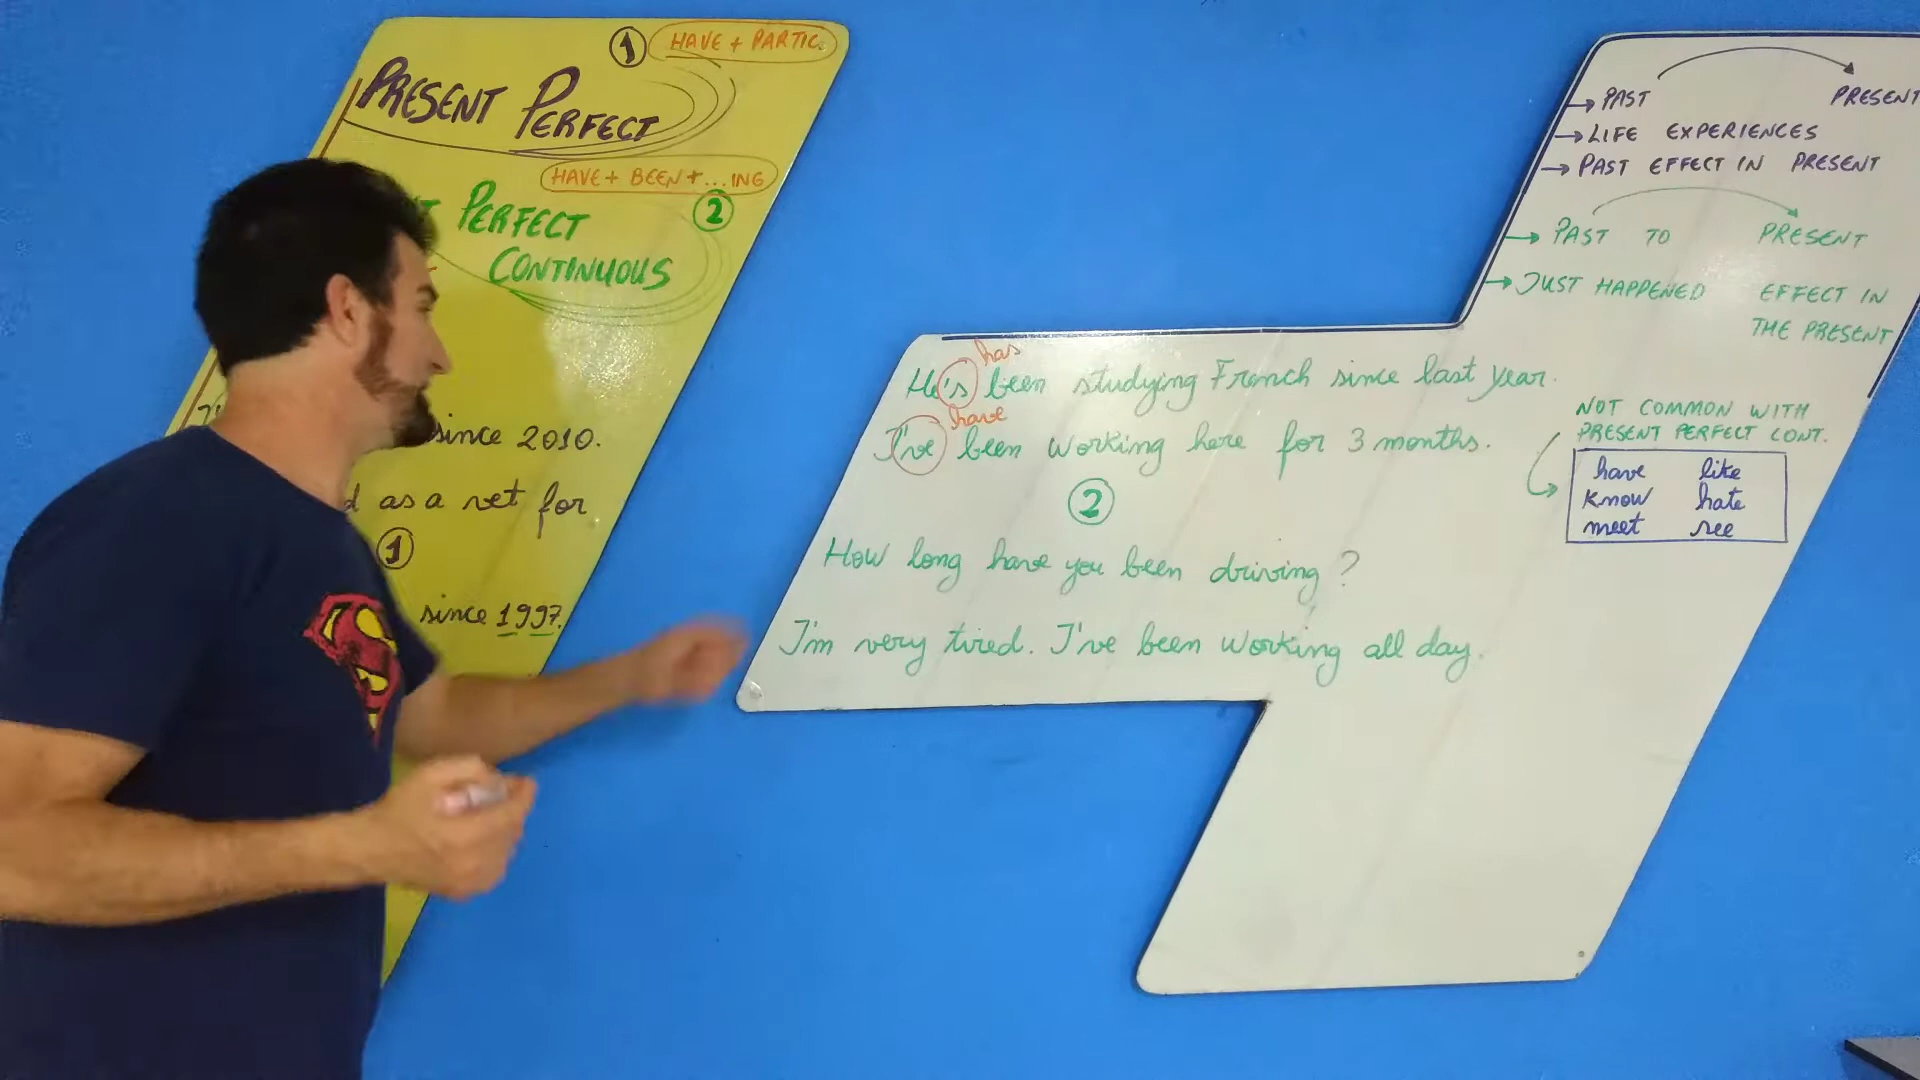 1 HAVE + PARTIC.
PRESENT PERFECT
HAVE + BEEN + ...ING
PERFECT 2
CONTINUOUS
since 2010.
as a vet for
1
since 1997.
PAST PRESENT
→ LIFE EXPERIENCES
→ PAST EFFECT IN PRESENT
→ PAST TO PRESENT
→ JUST HAPPENED EFFECT IN
THE PRESENT
has
He's been studying French since last year.
have
I've been working here for 3 months.
2
How long have you been driving?
I'm very tired. I've been working all day.
NOT COMMON WITH
PRESENT PERFECT CONT.
have like
know hate
meet see